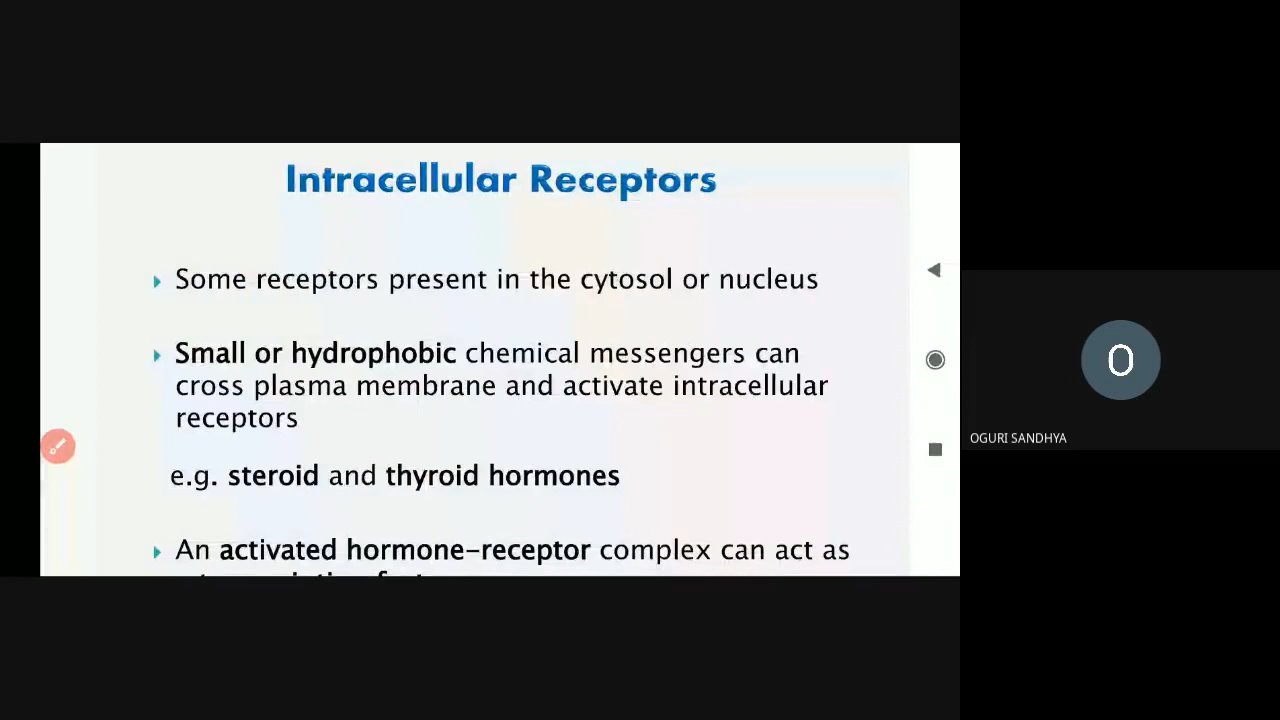 Intracellular Receptors
Some receptors present in the cytosol or nucleus
Small or hydrophobic chemical messengers can
cross plasma membrane and activate intracellular
receptors
e.g. steroid and thyroid hormones
An activated hormone-receptor complex can act as
O
OGURI SANDHYA